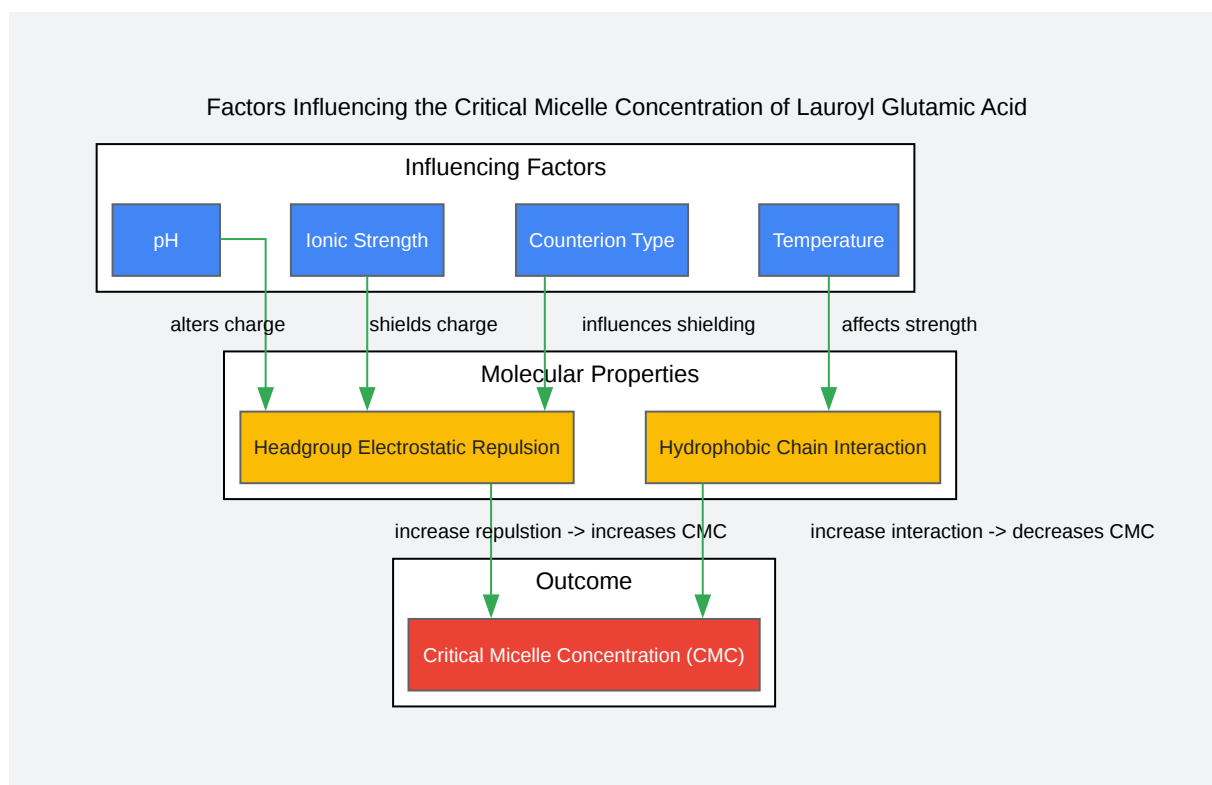 Factors Influencing the Critical Micelle Concentration of Lauroyl Glutamic Acid
Influencing Factors
pH
Ionic Strength
Counterion Type
Temperature
alters charge
shields charge
influences shielding
affects strength
Molecular Properties
Headgroup Electrostatic Repulsion
Hydrophobic Chain Interaction
increase repulstion -> increases CMC
increase interaction -> decreases CMC
Outcome
Critical Micelle Concentration (CMC)